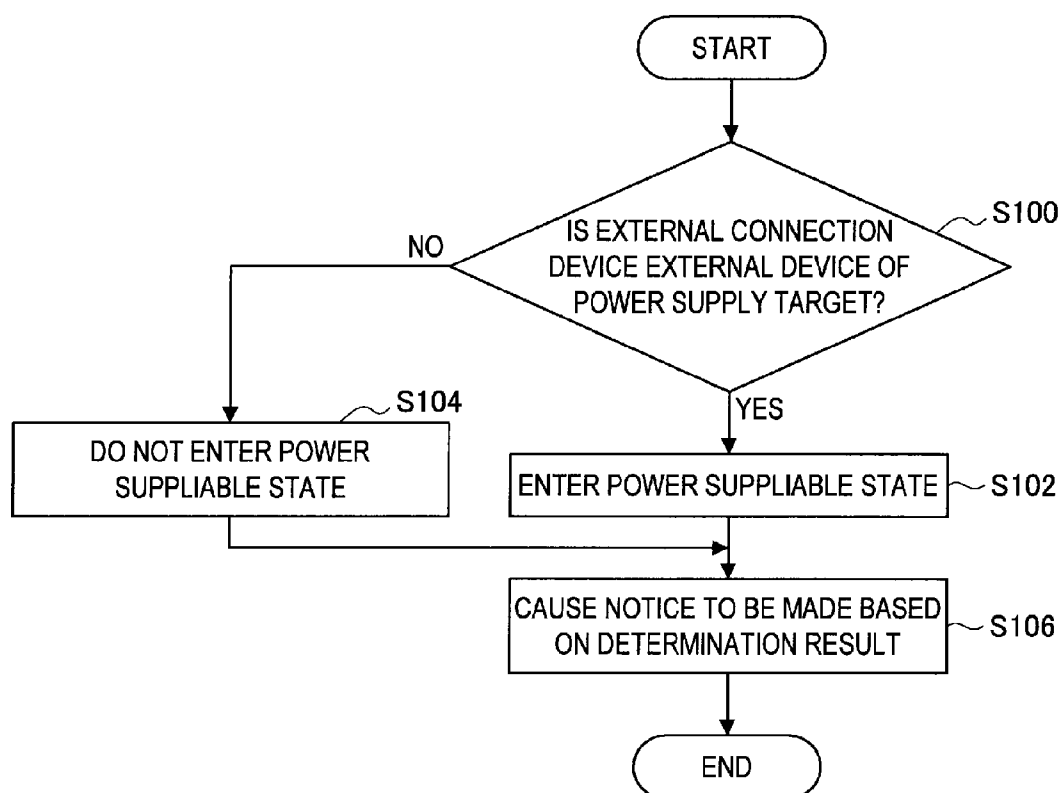 START
IS EXTERNAL CONNECTION
DEVICE EXTERNAL DEVICE OF
POWER SUPPLY TARGET?
S100
NO
YES
S104
DO NOT ENTER POWER
SUPPLIABLE STATE
ENTER POWER SUPPLIABLE STATE
S102
CAUSE NOTICE TO BE MADE BASED
ON DETERMINATION RESULT
S106
END